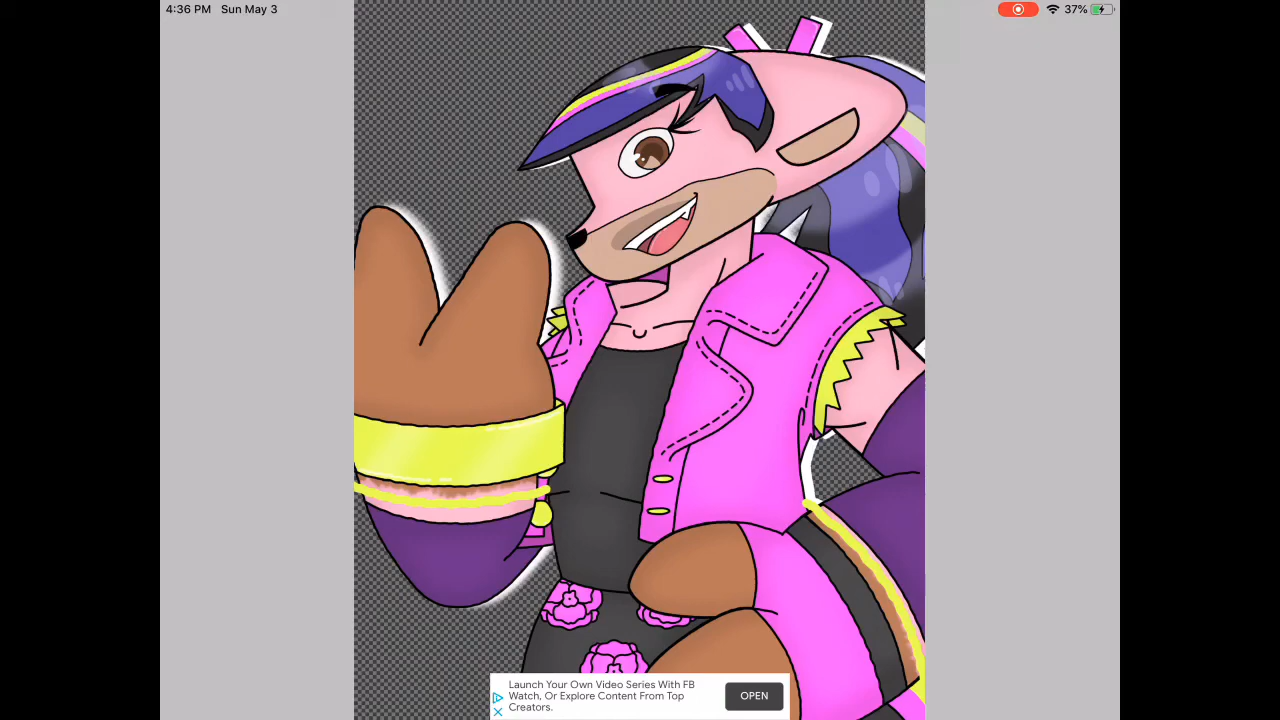 4:36 PM Sun May 3
37%
Launch Your Own Video Series With FB
Watch, Or Explore Content From Top
Creators.
OPEN